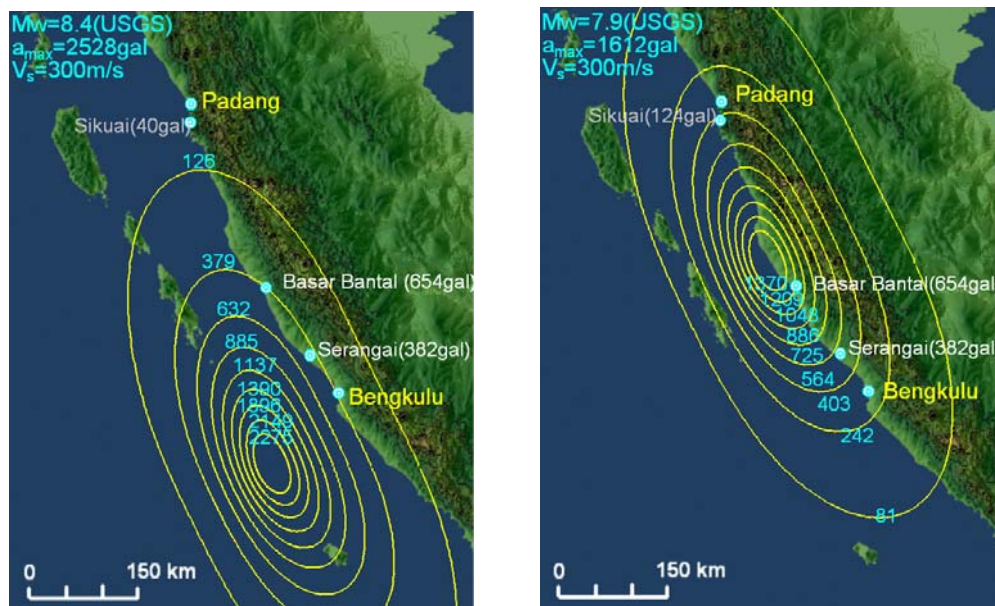 Mw=8.4(USGS)
amax=2528gal
Vs=300m/s
Padang
Sikuai(40gal)
126
379
Basar Bantal (654gal)
632
885
Serangai(382gal)
1137
1390
Bengkulu
1896
2149
2275
0 150 km
Mw=7.9(USGS)
amax=1612gal
Vs=300m/s
Padang
Sikuai(124gal)
1370
Basar Bantal (654gal)
1209
1048
886
725
Serangai(382gal)
564
Bengkulu
403
242
81
0 150 km